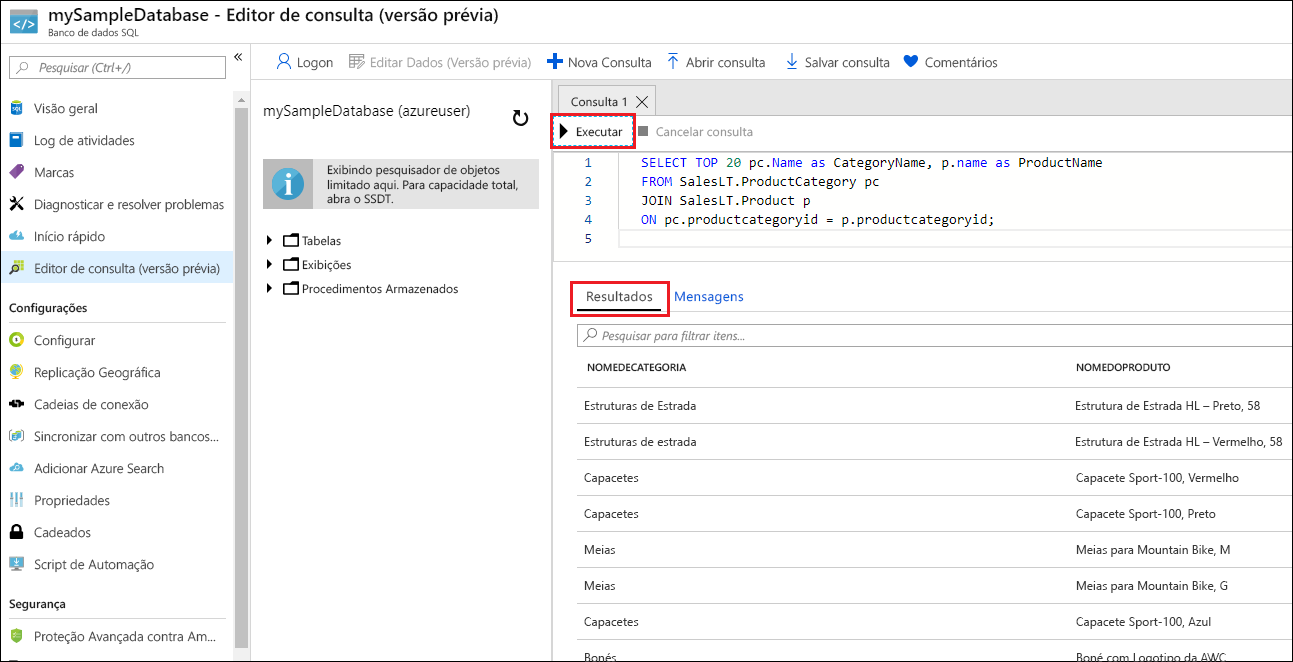 mySampleDatabase - Editor de consulta (versão prévia)
Banco de dados SQL
Pesquisar (Ctrl+/)
«
Visão geral
Log de atividades
Marcas
Diagnosticar e resolver problemas
Início rápido
Editor de consulta (versão prévia)
Configurações
Configurar
Replicação Geográfica
Cadeias de conexão
Sincronizar com outros bancos...
Adicionar Azure Search
Propriedades
Cadeados
Script de Automação
Segurança
Proteção Avançada contra Am...
Logon
Editar Dados (Versão prévia)
Nova Consulta
Abrir consulta
Salvar consulta
Comentários
mySampleDatabase (azureuser)
Exibindo pesquisador de objetos
limitado aqui. Para capacidade total,
abra o SSDT.
Tabelas
Exibições
Procedimentos Armazenados
Consulta 1
Executar
Cancelar consulta
1 SELECT TOP 20 pc.Name as CategoryName, p.name as ProductName
2 FROM SalesLT.ProductCategory pc
3 JOIN SalesLT.Product p
4 ON pc.productcategoryid = p.productcategoryid;
5
Resultados
Mensagens
Pesquisar para filtrar itens...
NOMEDECATEGORIA NOMEDOPRODUTO
Estruturas de Estrada Estrutura de Estrada HL – Preto, 58
Estruturas de estrada Estrutura de Estrada HL – Vermelho, 58
Capacetes Capacete Sport-100, Vermelho
Capacetes Capacete Sport-100, Preto
Meias Meias para Mountain Bike, M
Meias Meias para Mountain Bike, G
Capacetes Capacete Sport-100, Azul
Bonés Boné com Logotipo da AWC